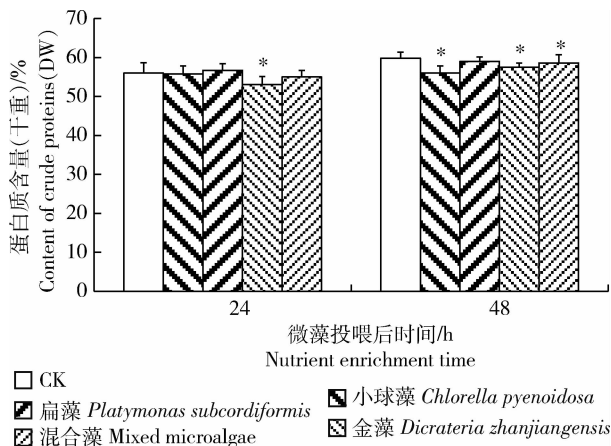 蛋白质含量(干重)/%
Content of crude proteins(DW)
70
60
50
40
30
20
10
0
*
*
*
*
24
48
微藻投喂后时间/h
Nutrient enrichment time
CK
小球藻 Chlorella pyenoidosa
扁藻 Platymonas subcordiformis
金藻 Dicrateria zhanjiangensis
混合藻 Mixed microalgae